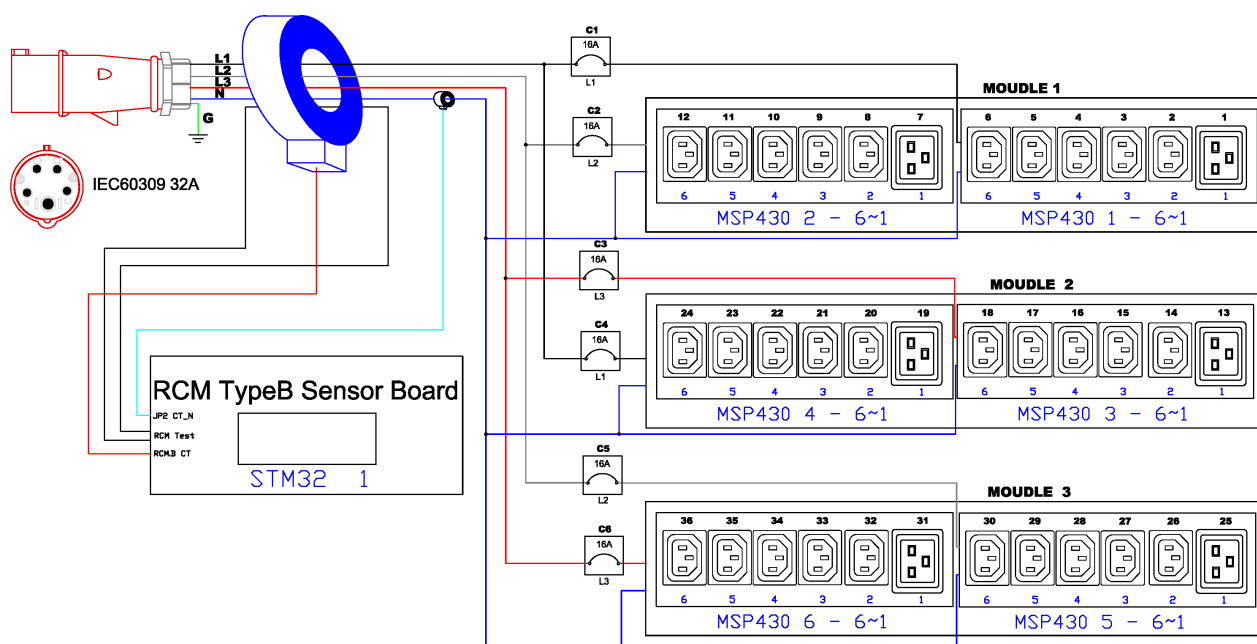 L1
L2
L3
N
G
IEC60309 32A
C1
16A
L1
C2
16A
L2
MOUDLE 1
12 11 10 9 8 7 6 5 4 3 2 1
6 5 4 3 2 1 6 5 4 3 2 1
MSP430 2 - 6~1 MSP430 1 - 6~1
C3
16A
L3
C4
16A
L1
MOUDLE 2
24 23 22 21 20 19 18 17 16 15 14 13
6 5 4 3 2 1 6 5 4 3 2 1
MSP430 4 - 6~1 MSP430 3 - 6~1
RCM TypeB Sensor Board
JP2 CT_N
RCM Test
RCM.B CT
STM32 1
C5
16A
L2
C6
16A
L3
MOUDLE 3
36 35 34 33 32 31 30 29 28 27 26 25
6 5 4 3 2 1 6 5 4 3 2 1
MSP430 6 - 6~1 MSP430 5 - 6~1